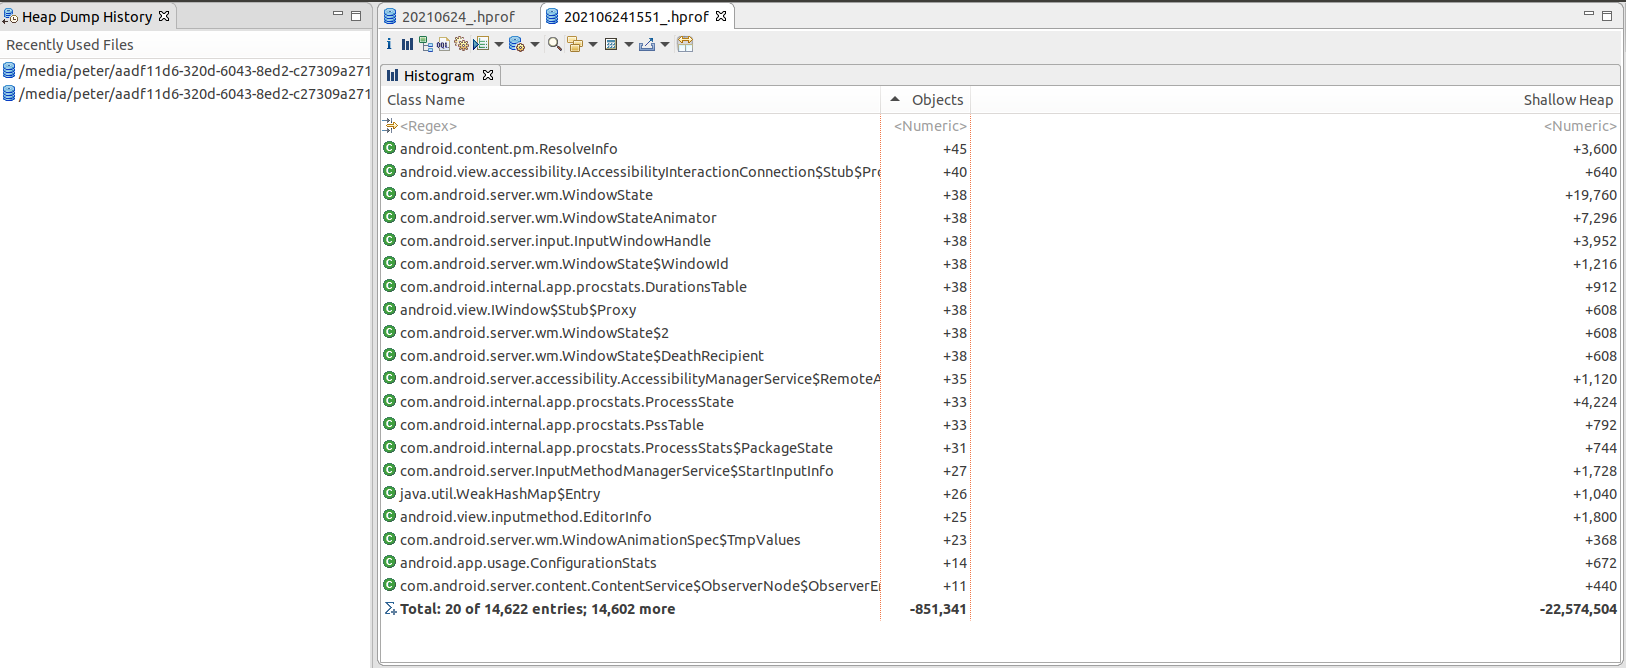 Heap Dump History
Recently Used Files
/media/peter/aadf11d6-320d-6043-8ed2-c27309a271
/media/peter/aadf11d6-320d-6043-8ed2-c27309a271
20210624_.hprof
202106241551_.hprof
Histogram
Class Name Objects Shallow Heap
<Regex> <Numeric> <Numeric>
android.content.pm.ResolveInfo +45 +3,600
android.view.accessibility.IAccessibilityInteractionConnection$Stub$Pro +40 +640
com.android.server.wm.WindowState +38 +19,760
com.android.server.wm.WindowStateAnimator +38 +7,296
com.android.server.input.InputWindowHandle +38 +3,952
com.android.server.wm.WindowState$WindowId +38 +1,216
com.android.internal.app.procstats.DurationsTable +38 +912
android.view.IWindow$Stub$Proxy +38 +608
com.android.server.wm.WindowState$2 +38 +608
com.android.server.wm.WindowState$DeathRecipient +38 +608
com.android.server.accessibility.AccessibilityManagerService$RemoteA +35 +1,120
com.android.internal.app.procstats.ProcessState +33 +4,224
com.android.internal.app.procstats.PssTable +33 +792
com.android.internal.app.procstats.ProcessStats$PackageState +31 +744
com.android.server.InputMethodManagerService$StartInputInfo +27 +1,728
java.util.WeakHashMap$Entry +26 +1,040
android.view.inputmethod.EditorInfo +25 +1,800
com.android.server.wm.WindowAnimationSpec$TmpValues +23 +368
android.app.usage.ConfigurationStats +14 +672
com.android.server.content.ContentService$ObserverNode$ObserverEn +11 +440
Total: 20 of 14,622 entries; 14,602 more -851,341 -22,574,504